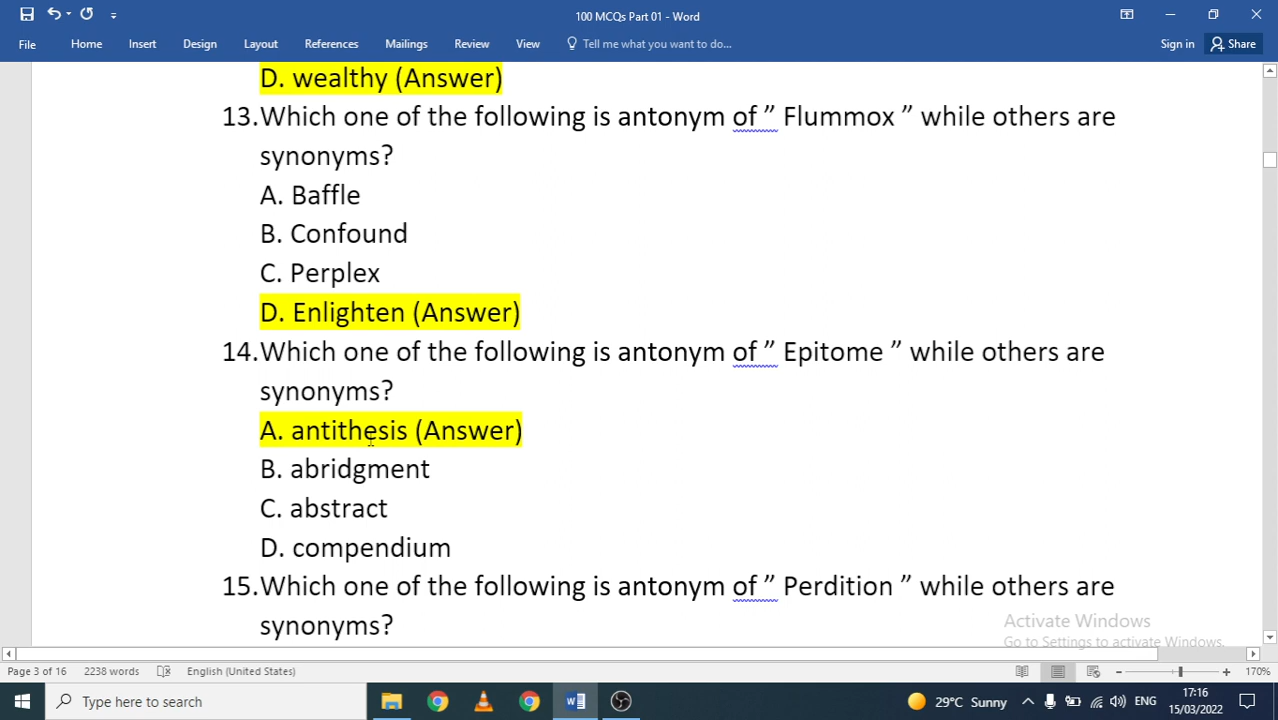 100 MCQs Part 01 - Word
File Home Insert Design Layout References Mailings Review View Tell me what you want to do... Sign in Share
D. wealthy (Answer)
13.Which one of the following is antonym of ” Flummox ” while others are
synonyms?
A. Baffle
B. Confound
C. Perplex
D. Enlighten (Answer)
14.Which one of the following is antonym of ” Epitome ” while others are
synonyms?
A. antithesis (Answer)
B. abridgment
C. abstract
D. compendium
15.Which one of the following is antonym of ” Perdition ” while others are
synonyms?
Activate Windows
Go to Settings to activate Windows.
Page 3 of 16 2238 words English (United States) 170%
Type here to search 29°C Sunny ENG 17:16
15/03/2022